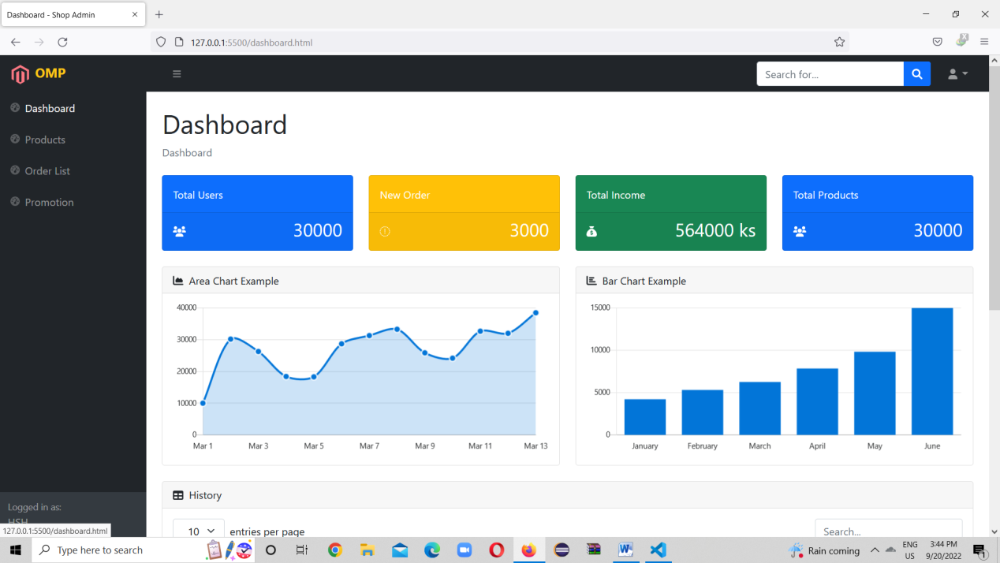 Dashboard - Shop Admin
127.0.0.1:5500/dashboard.html
OMP
Search for...
Dashboard
Products
Order List
Promotion
Dashboard
Dashboard
Total Users
30000
New Order
3000
Total Income
564000 ks
Total Products
30000
Area Chart Example
40000
30000
20000
10000
0
Mar 1 Mar 3 Mar 5 Mar 7 Mar 9 Mar 11 Mar 13
Bar Chart Example
15000
10000
5000
0
January February March April May June
History
10 entries per page
Search...
Logged in as:
HSH
127.0.0.1:5500/dashboard.html
Type here to search
Rain coming
ENG
US
3:44 PM
9/20/2022
1